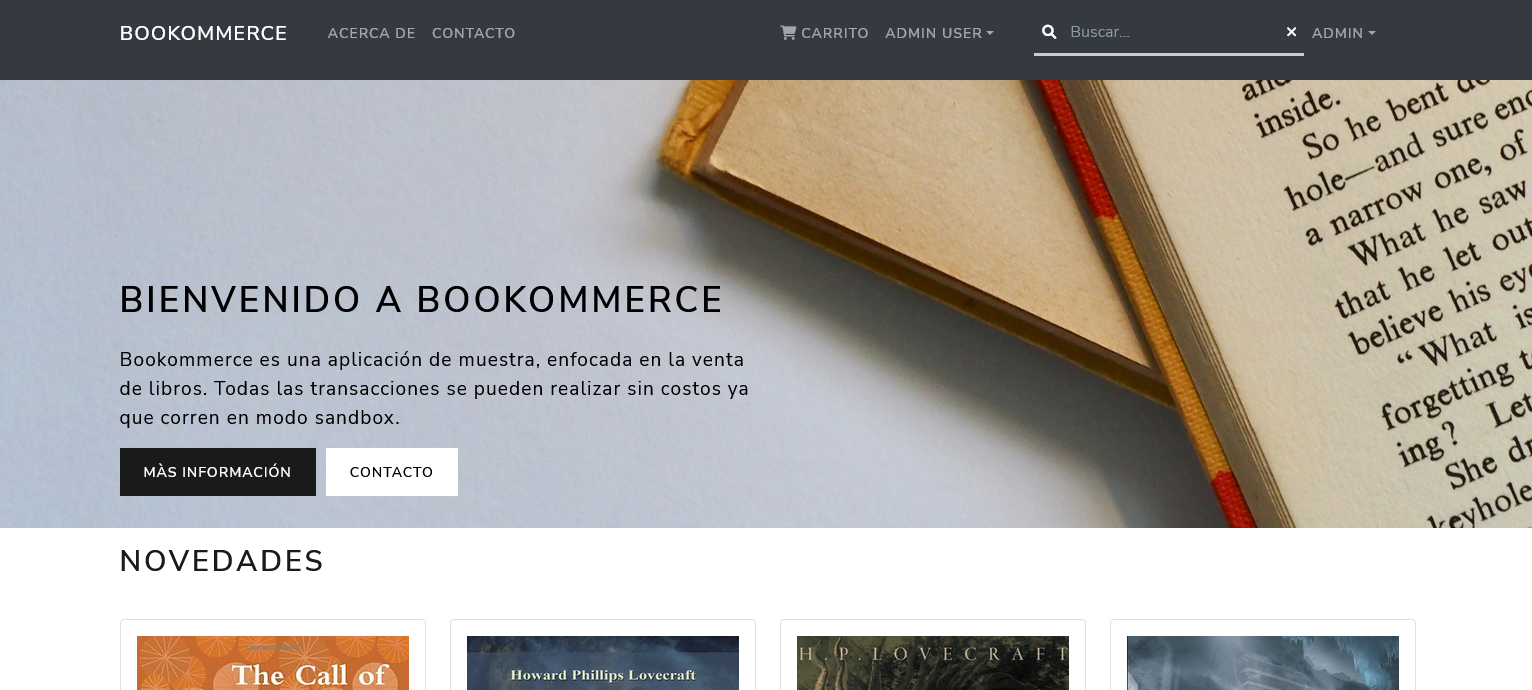 BOOKOMMERCE
ACERCA DE
CONTACTO
CARRITO
ADMIN USER
Buscar...
ADMIN
and
inside.
So he bent do
hole—and sure eno
a narrow one, of
What he saw
that he let out
believe his eye
“What is
forgetting t
ing? Let
She dr
keyhole
BIENVENIDO A BOOKOMMERCE
Bookommerce es una aplicación de muestra, enfocada en la venta
de libros. Todas las transacciones se pueden realizar sin costos ya
que corren en modo sandbox.
MÀS INFORMACIÓN
CONTACTO
NOVEDADES
The Call of
Howard Phillips Lovecraft
H.P. LOVECRAFT